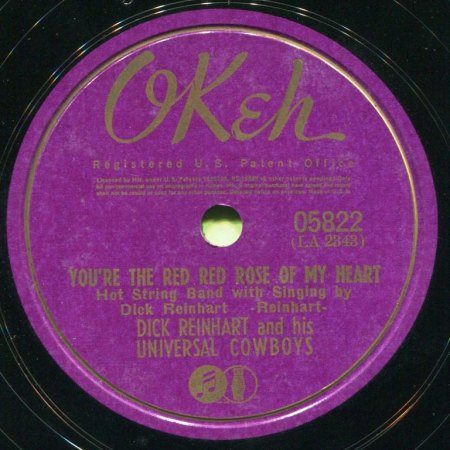 OKeh
Registered U.S. Patent Office
05822
(LA 2343)
YOU'RE THE RED RED ROSE OF MY HEART
Hot String Band with Singing by
Dick Reinhart -Reinhart-
DICK REINHART and his
UNIVERSAL COWBOYS